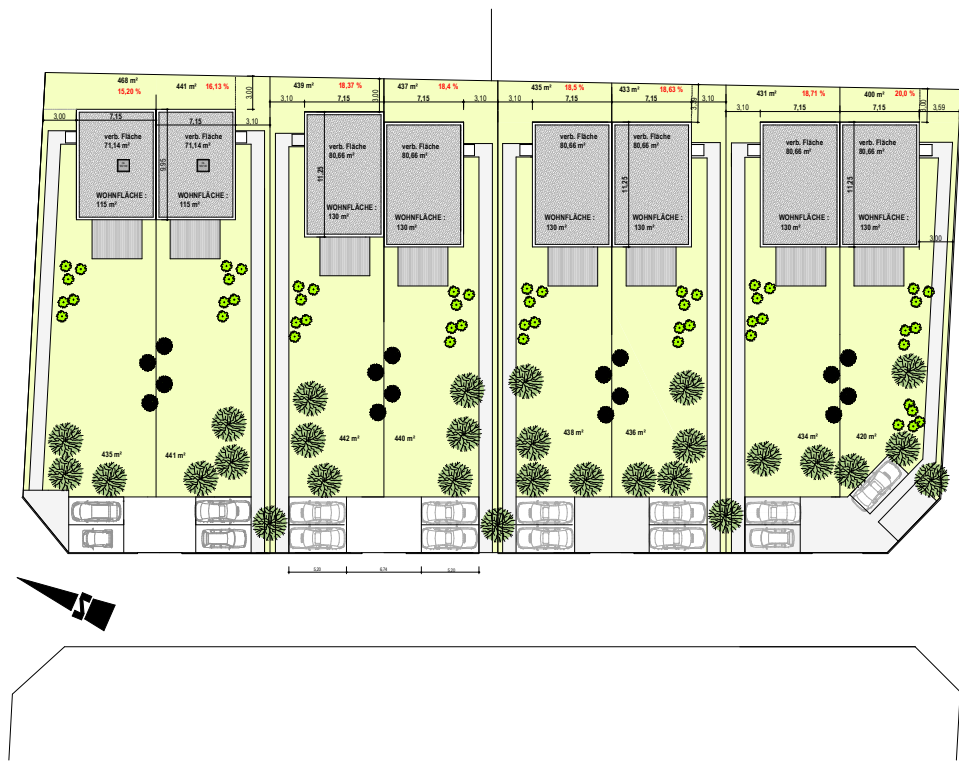 468 m²
15,20 %
441 m² 16,13 %
3.00
439 m² 18,37 %
437 m² 18,4 %
435 m² 18,5 %
433 m² 18,63 %
431 m² 18,71 %
400 m² 20,0 %
3.00 7,15
7,15 3.10
3.10 7,15 3.00
7,15 3.10
3.10 7,15
7,15 3.10
3.10 7,15
7,15 3,59
verb. Fläche
71,14 m²
WOHNFLÄCHE :
115 m²
9,95
verb. Fläche
71,14m²
WOHNFLÄCHE :
115 m²
verb. Fläche
80,66 m²
11,25
WOHNFLÄCHE :
130 m²
verb. Fläche
80,66 m²
WOHNFLÄCHE :
130 m²
verb. Fläche
80,66 m²
WOHNFLÄCHE :
130 m²
verb. Fläche
80,66 m²
11,25
WOHNFLÄCHE :
130 m²
verb. Fläche
80,66 m²
WOHNFLÄCHE :
130 m²
verb. Fläche
80,66 m²
11,25
WOHNFLÄCHE :
130 m²
3,00
435 m²
441 m²
442 m²
440 m²
438 m²
436 m²
434 m²
420 m²
N